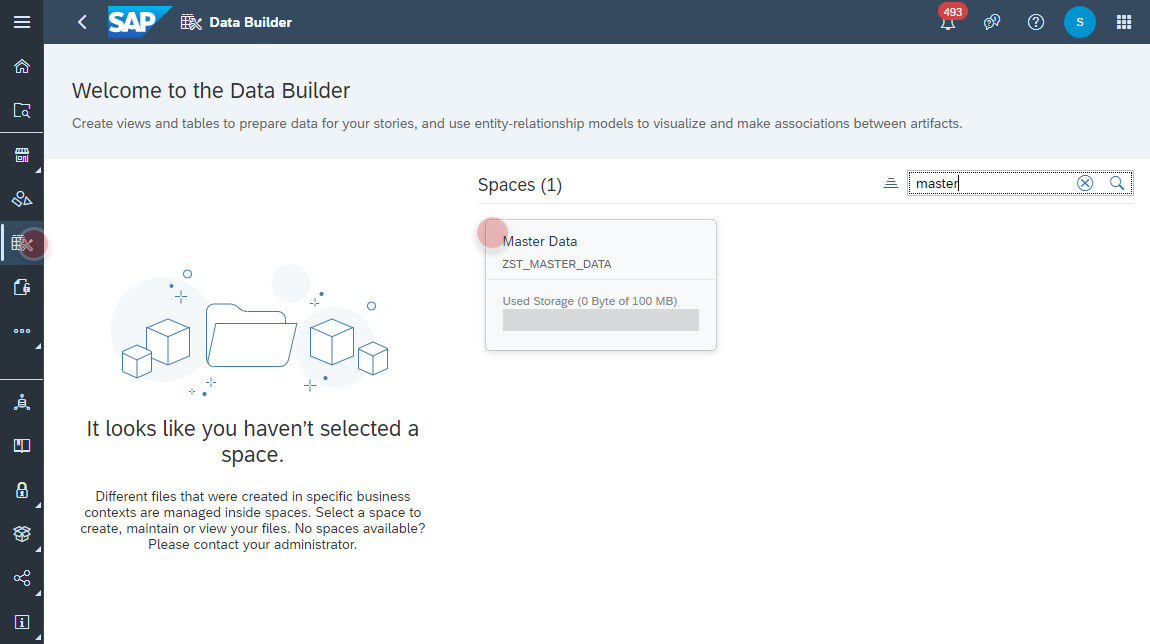 SAP Data Builder
493
S
Welcome to the Data Builder
Create views and tables to prepare data for your stories, and use entity-relationship models to visualize and make associations between artifacts.
Spaces (1)
master
Master Data
ZST_MASTER_DATA
Used Storage (0 Byte of 100 MB)
It looks like you haven’t selected a
space.
Different files that were created in specific business
contexts are managed inside spaces. Select a space to
create, maintain or view your files. No spaces available?
Please contact your administrator.